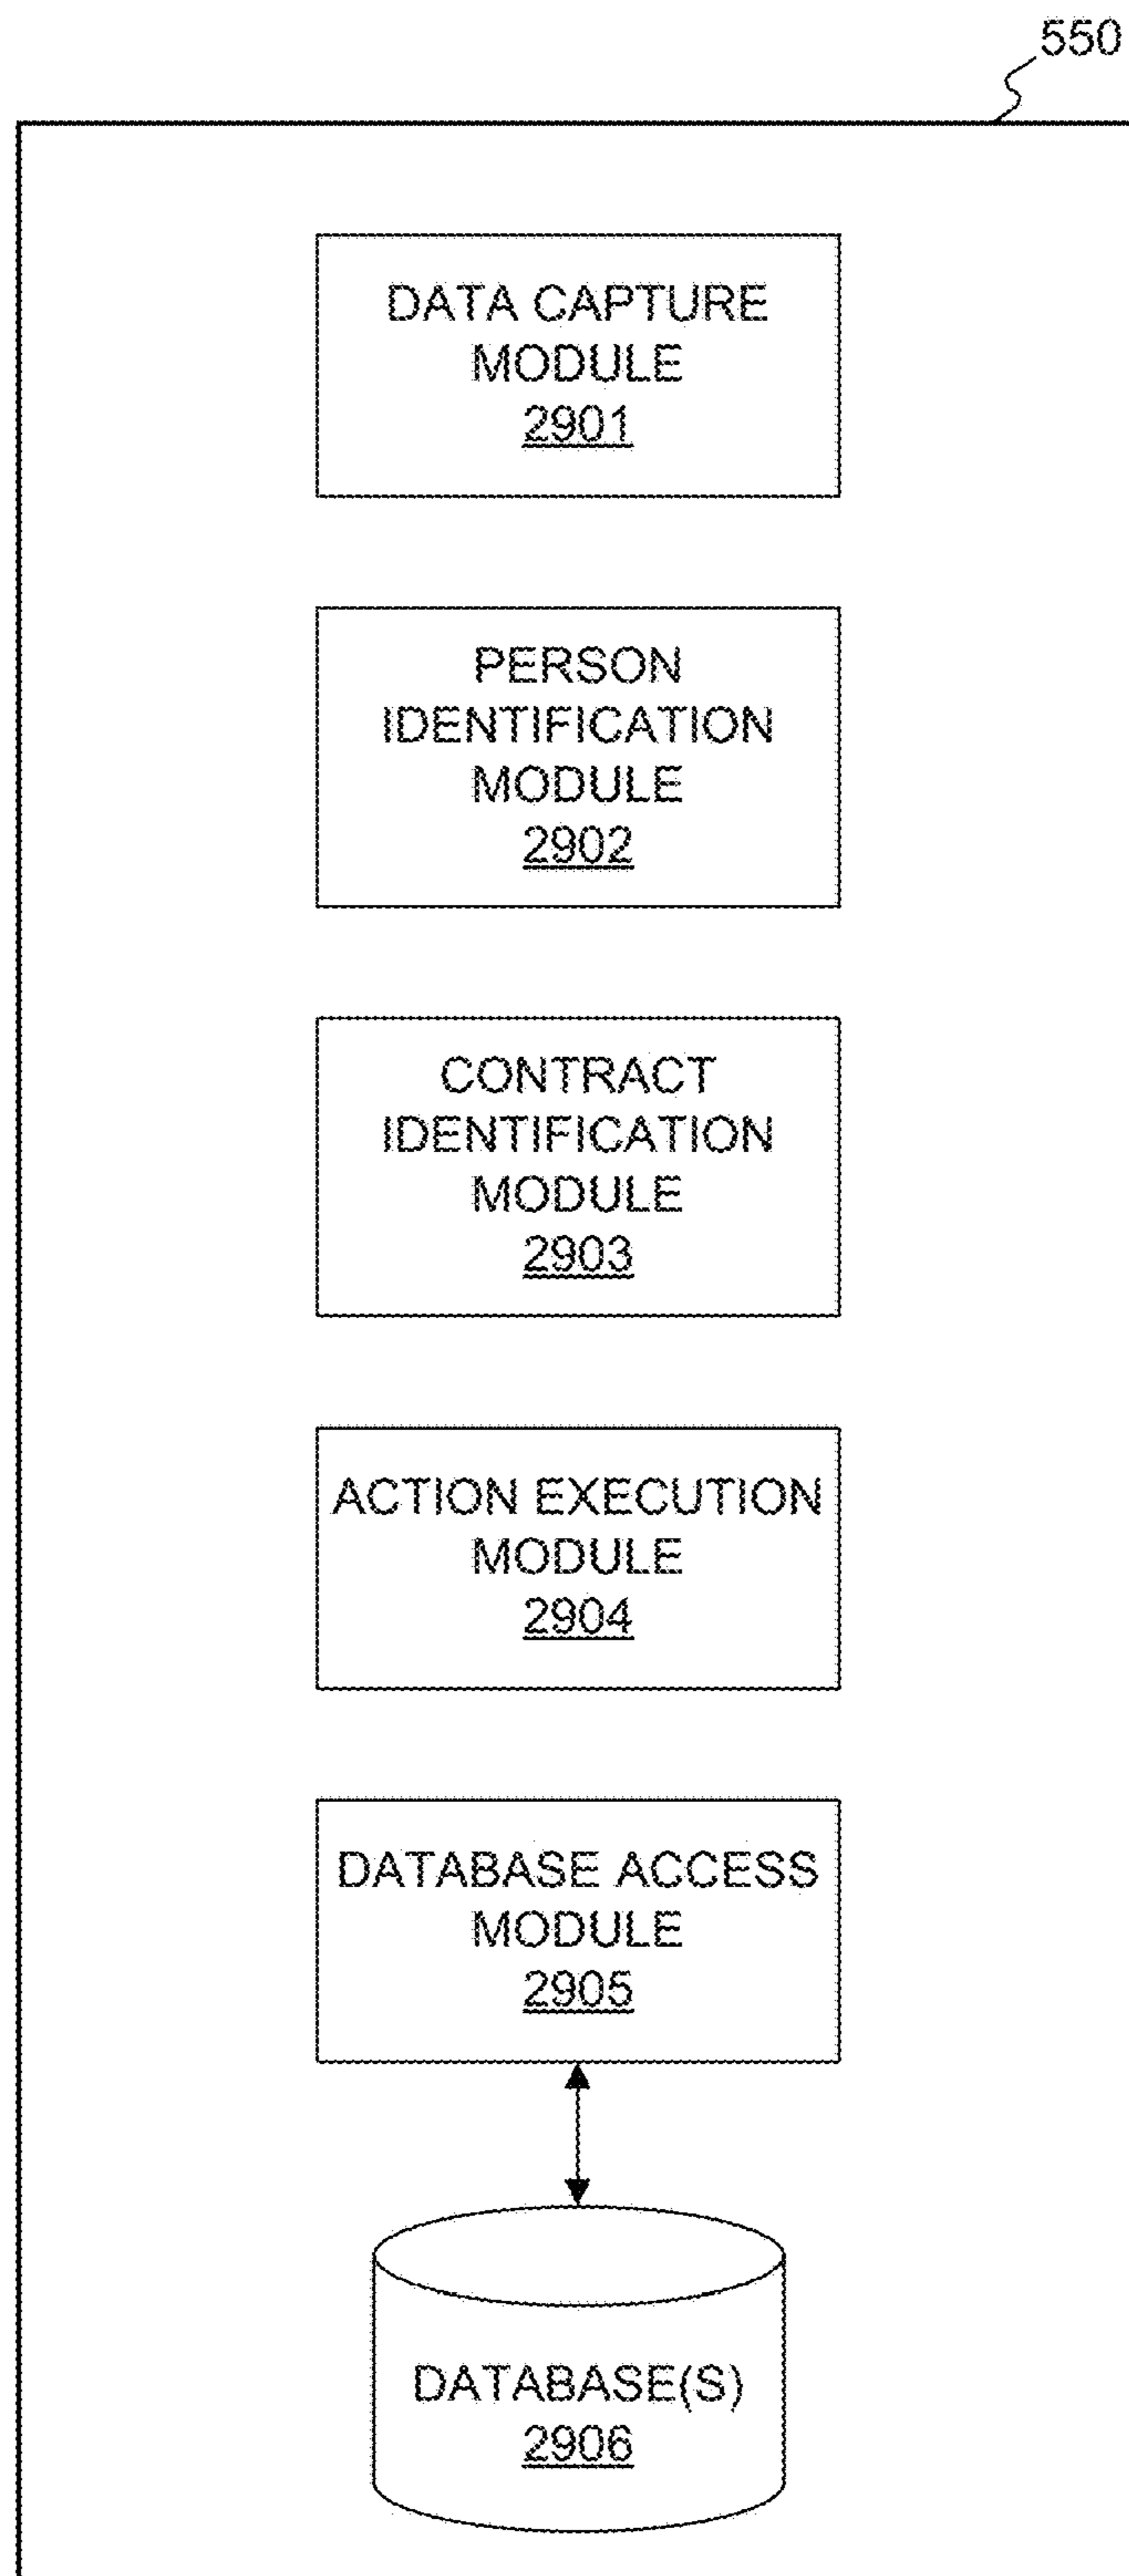 550
DATA CAPTURE
MODULE
2901
PERSON
IDENTIFICATION
MODULE
2902
CONTRACT
IDENTIFICATION
MODULE
2903
ACTION EXECUTION
MODULE
2904
DATABASE ACCESS
MODULE
2905
DATABASE(S)
2906